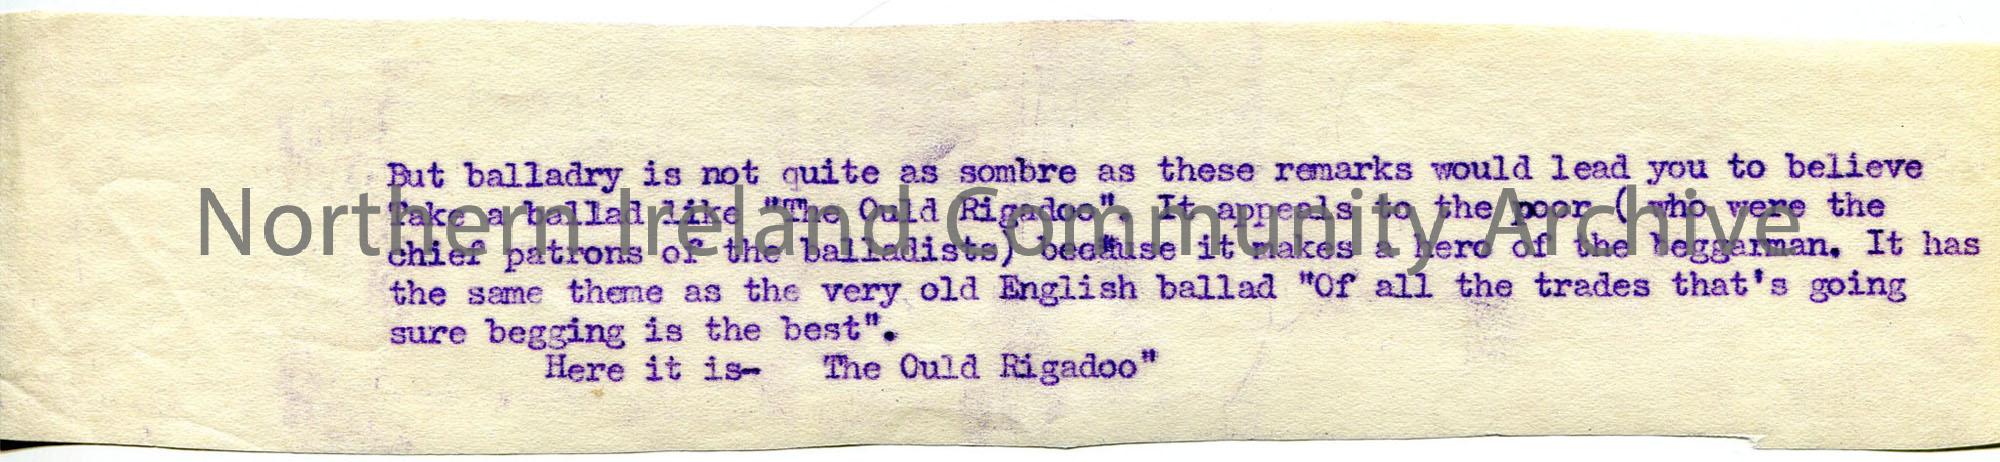 But balladry is not quite as sombre as these remarks would lead you to believe
Take a ballad like "The Ould Rigadoo". It appeals to the poor ( who were the
chief patrons of the balladists) because it makes a hero of the beggarman. It has
the same theme as the very old English ballad "Of all the trades that's going
sure begging is the best".
Here it is- The Ould Rigadoo"
Northern Ireland Community Archive